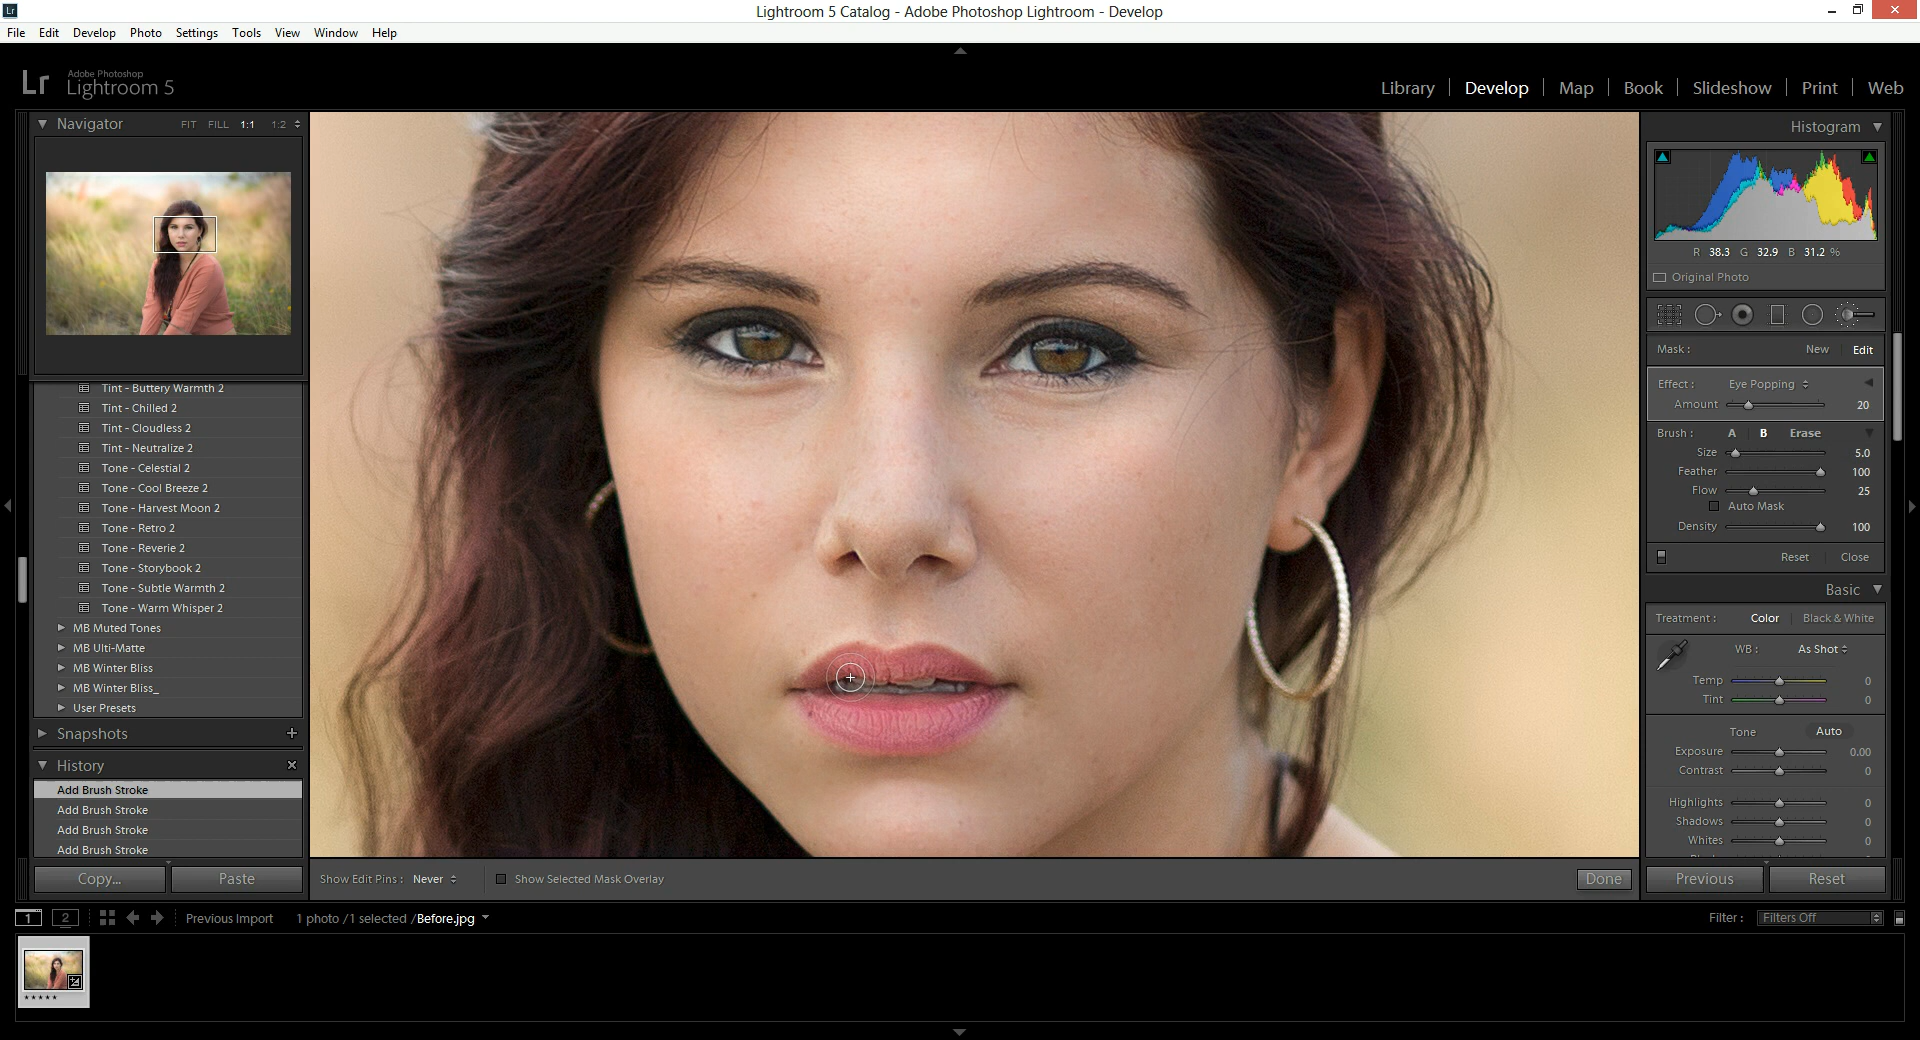 Lr
Lightroom 5 Catalog - Adobe Photoshop Lightroom - Develop
File Edit Develop Photo Settings Tools View Window Help
Lr
Adobe Photoshop
Lightroom 5
Library Develop Map Book Slideshow Print Web
Navigator FIT FILL 1:1 1:2
Tint - Buttery Warmth 2
Tint - Chilled 2
Tint - Cloudless 2
Tint - Neutralize 2
Tone - Celestial 2
Tone - Cool Breeze 2
Tone - Harvest Moon 2
Tone - Retro 2
Tone - Reverie 2
Tone - Storybook 2
Tone - Subtle Warmth 2
Tone - Warm Whisper 2
MB Muted Tones
MB Ulti-Matte
MB Winter Bliss
MB Winter Bliss_
User Presets
Snapshots
History
Add Brush Stroke
Add Brush Stroke
Add Brush Stroke
Add Brush Stroke
Copy... Paste
Show Edit Pins : Never Show Selected Mask Overlay Done
Histogram
R 38.3 G 32.9 B 31.2 %
Original Photo
Mask : New Edit
Effect : Eye Popping
Amount 20
Brush : A B Erase
Size 5.0
Feather 100
Flow 25
Auto Mask
Density 100
Reset Close
Basic
Treatment : Color Black & White
WB : As Shot
Temp 0
Tint 0
Tone Auto
Exposure 0.00
Contrast 0
Highlights 0
Shadows 0
Whites 0
Previous Reset
1 2 Previous Import 1 photo /1 selected /Before.jpg Filter : Filters Off